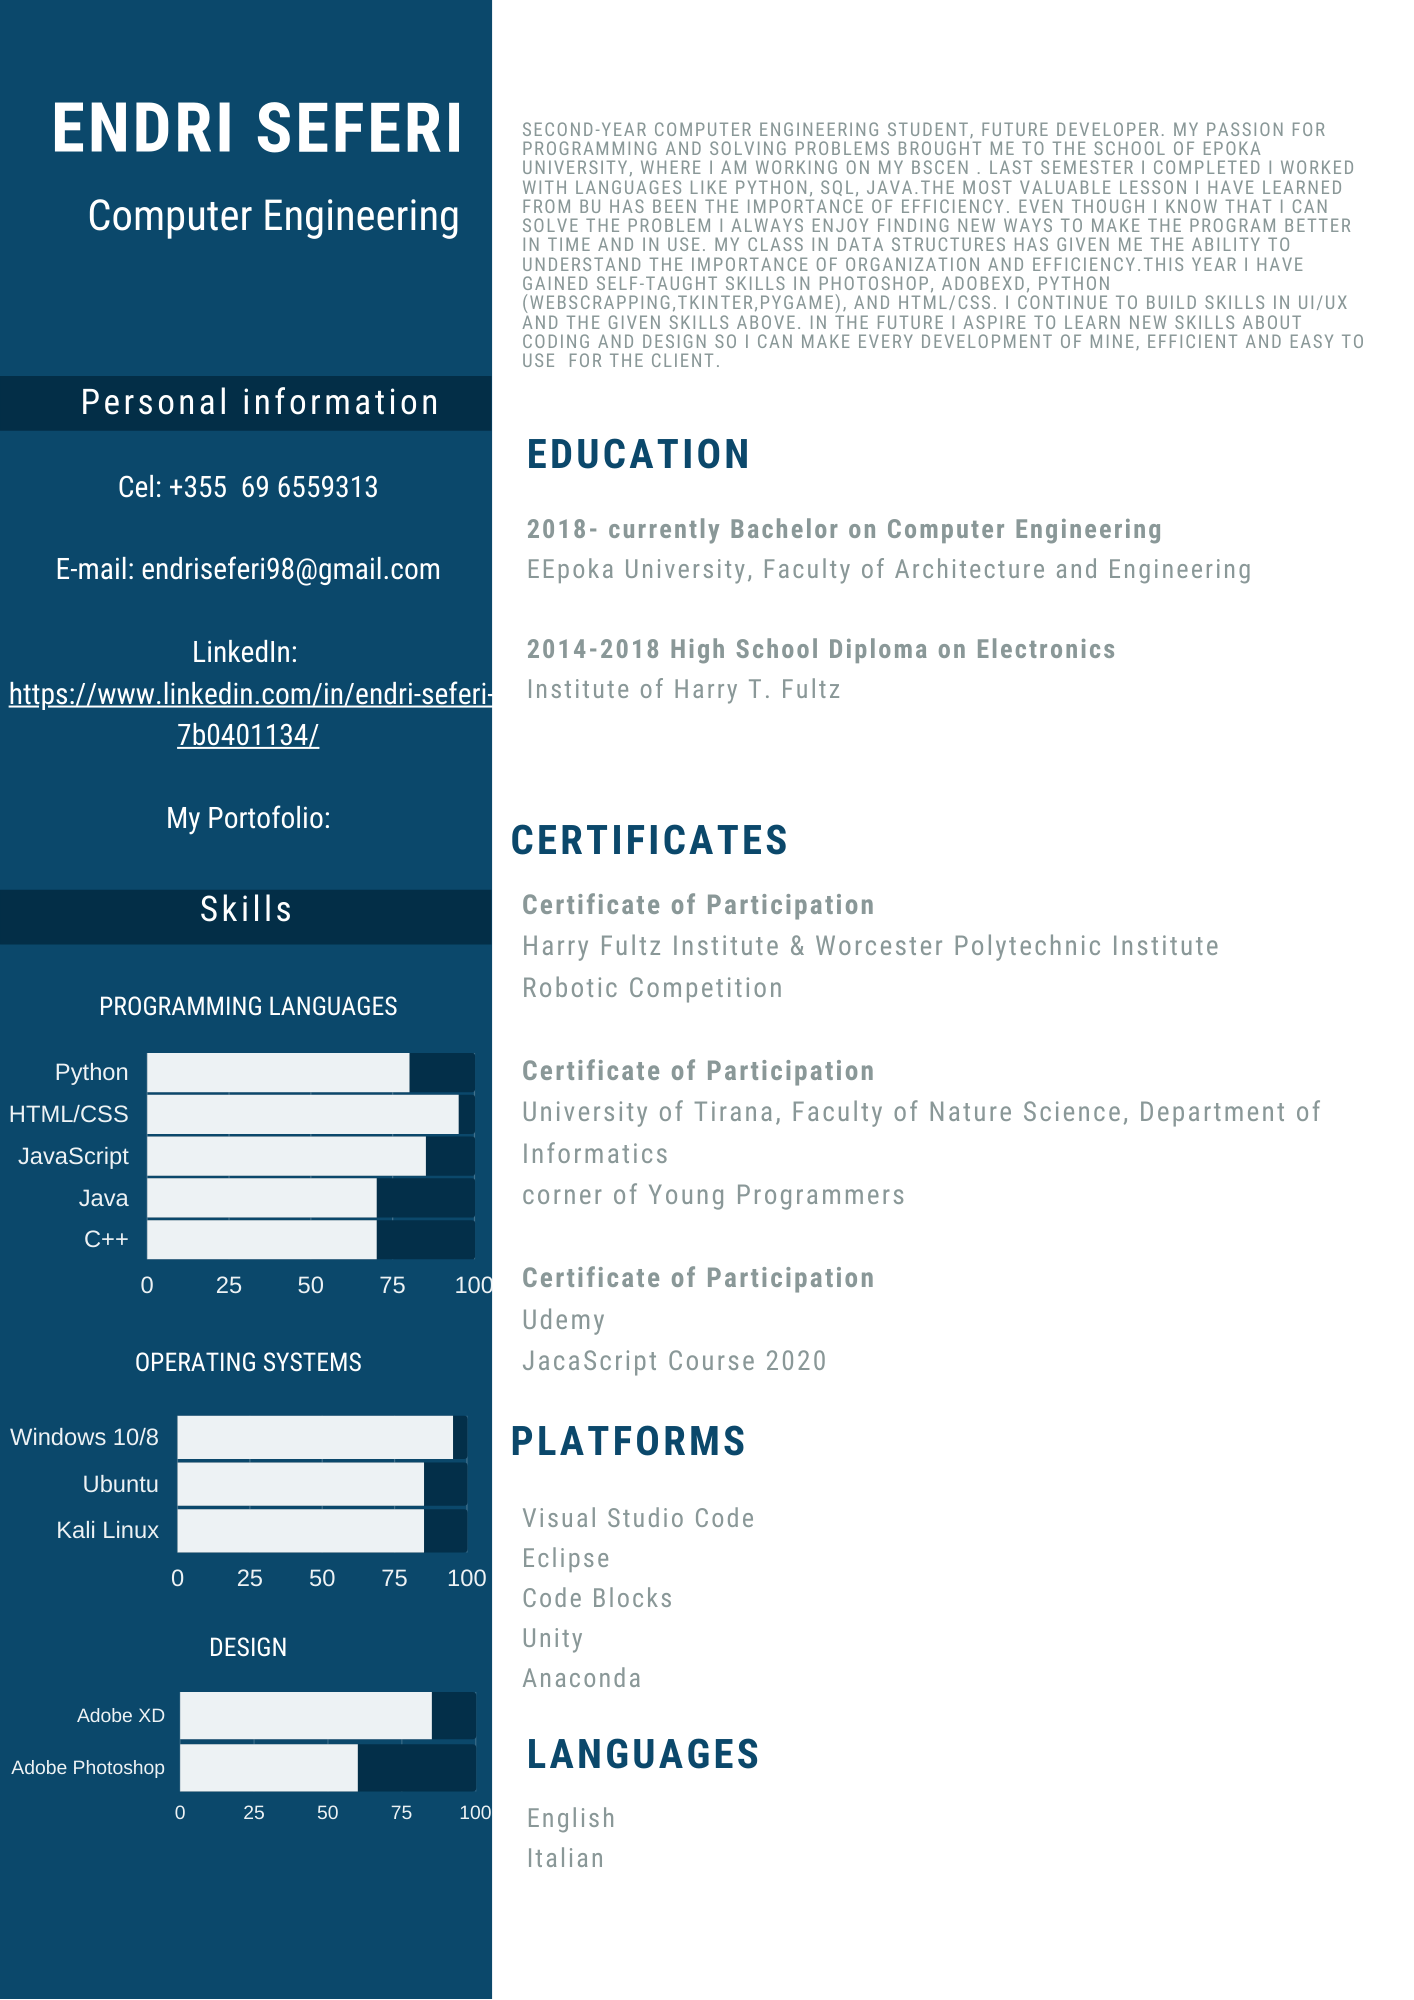 ENDRI SEFERI
Computer Engineering
Personal information
Cel: +355  69 6559313
E-mail: endriseferi98@gmail.com
LinkedIn:
https://www.linkedin.com/in/endri-seferi-
7b0401134/
My Portofolio:
Skills
PROGRAMMING LANGUAGES
Python
HTML/CSS
JavaScript
Java
C++
0 25 50 75 100
OPERATING SYSTEMS
Windows 10/8
Ubuntu
Kali Linux
0 25 50 75 100
DESIGN
Adobe XD
Adobe Photoshop
0 25 50 75 100
SECOND-YEAR COMPUTER ENGINEERING STUDENT, FUTURE DEVELOPER. MY PASSION FOR
PROGRAMMING AND SOLVING PROBLEMS BROUGHT ME TO THE SCHOOL OF EPOKA
UNIVERSITY, WHERE I AM WORKING ON MY BSCEN . LAST SEMESTER I COMPLETED I WORKED
WITH LANGUAGES LIKE PYTHON, SQL, JAVA.THE MOST VALUABLE LESSON I HAVE LEARNED
FROM BU HAS BEEN THE IMPORTANCE OF EFFICIENCY. EVEN THOUGH I KNOW THAT I CAN
SOLVE THE PROBLEM I ALWAYS ENJOY FINDING NEW WAYS TO MAKE THE PROGRAM BETTER
IN TIME AND IN USE. MY CLASS IN DATA STRUCTURES HAS GIVEN ME THE ABILITY TO
UNDERSTAND THE IMPORTANCE OF ORGANIZATION AND EFFICIENCY.THIS YEAR I HAVE
GAINED SELF-TAUGHT SKILLS IN PHOTOSHOP, ADOBEXD, PYTHON
(WEBSCRAPPING,TKINTER,PYGAME), AND HTML/CSS. I CONTINUE TO BUILD SKILLS IN UI/UX
AND THE GIVEN SKILLS ABOVE. IN THE FUTURE I ASPIRE TO LEARN NEW SKILLS ABOUT
CODING AND DESIGN SO I CAN MAKE EVERY DEVELOPMENT OF MINE, EFFICIENT AND EASY TO
USE  FOR THE CLIENT.
EDUCATION
2018- currently Bachelor on Computer Engineering
EEpoka University, Faculty of Architecture and Engineering
2014-2018 High School Diploma on Electronics
Institute of Harry T. Fultz
CERTIFICATES
Certificate of Participation
Harry Fultz Institute & Worcester Polytechnic Institute
Robotic Competition
Certificate of Participation
University of Tirana, Faculty of Nature Science, Department of
Informatics
corner of Young Programmers
Certificate of Participation
Udemy
JacaScript Course 2020
PLATFORMS
Visual Studio Code
Eclipse
Code Blocks
Unity
Anaconda
LANGUAGES
English
Italian